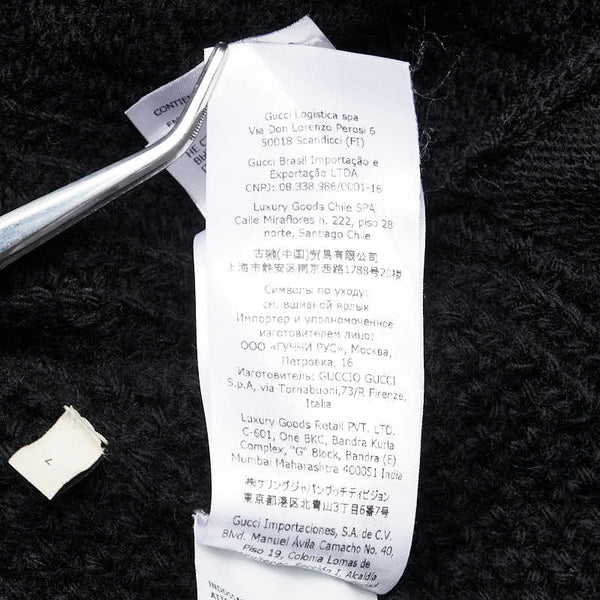 CONTIE
Gucci Logistica spa
Via Don Lorenzo Perosi 6
50018 Scandicci (FI)
Gucci Brasil Importação e
Exportação LTDA
CNPJ: 08.338.986/0001-16
Luxury Goods Chile SPA
Calle Miraflores n. 222, piso 28
norte, Santiago Chile
古驰(中国)贸易有限公司
上海市静安区南京西路1788号20楼
Символы по уходу:
см. вшивной ярлык
Импортер и уполномоченное
изготовителем лицо:
ООО «ГУЧЧИ РУС», Москва,
Петровка, 16
Изготовитель: GUCCIO GUCCI
S.p.A, via Tornabuoni,73/R Firenze,
Italia
Luxury Goods Retail PVT. LTD.
C-601, One BKC, Bandra Kurla
Complex, "G" Block, Bandra (E)
Mumbai Maharashtra 400051 India
㈱ケリングジャパングッチディビジョン
東京都港区北青山3丁目6番7号
Gucci Importaciones, S.A. de C.V.
Blvd. Manuel Ávila Camacho No. 40,
Piso 19, Colonia Lomas de
Sección I, Alcaldía
L